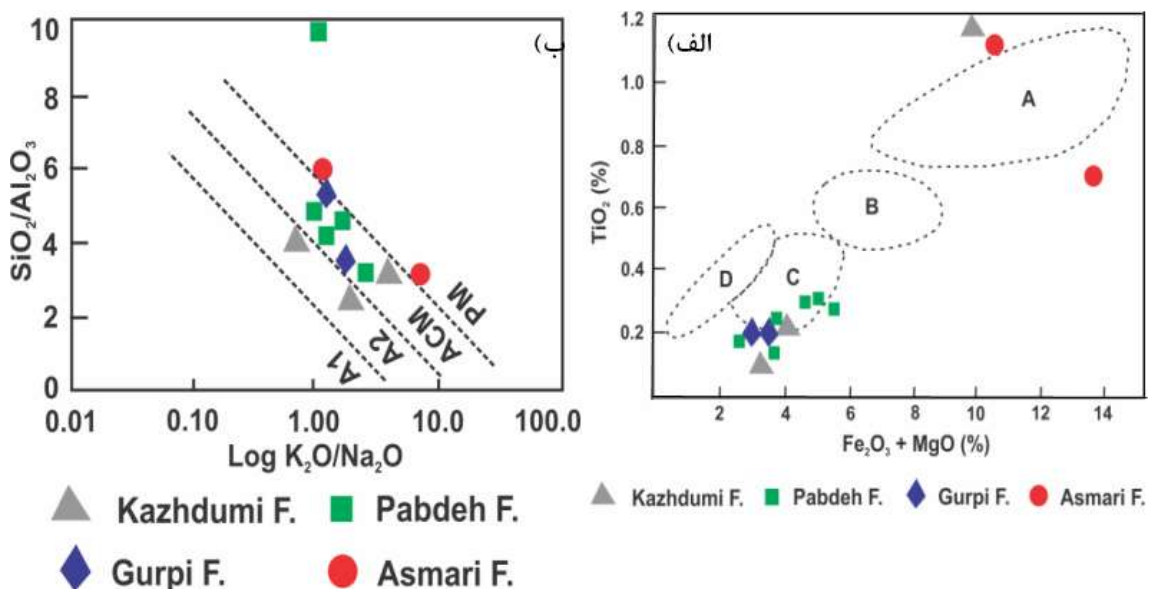 ب)
SiO₂/Al₂O₃
10
8
6
4
2
0
0.01 0.10 1.00 10.0 100.0
Log K₂O/Na₂O
A1
A2
ACM
PM
Kazhdumi F. Pabdeh F.
Gurpi F. Asmari F.
الف)
TiO₂ (%)
1.2
1.0
0.8
0.6
0.4
0.2
A
B
C
D
2 4 6 8 10 12 14
Fe₂O₃ + MgO (%)
Kazhdumi F. Pabdeh F. Gurpi F. Asmari F.